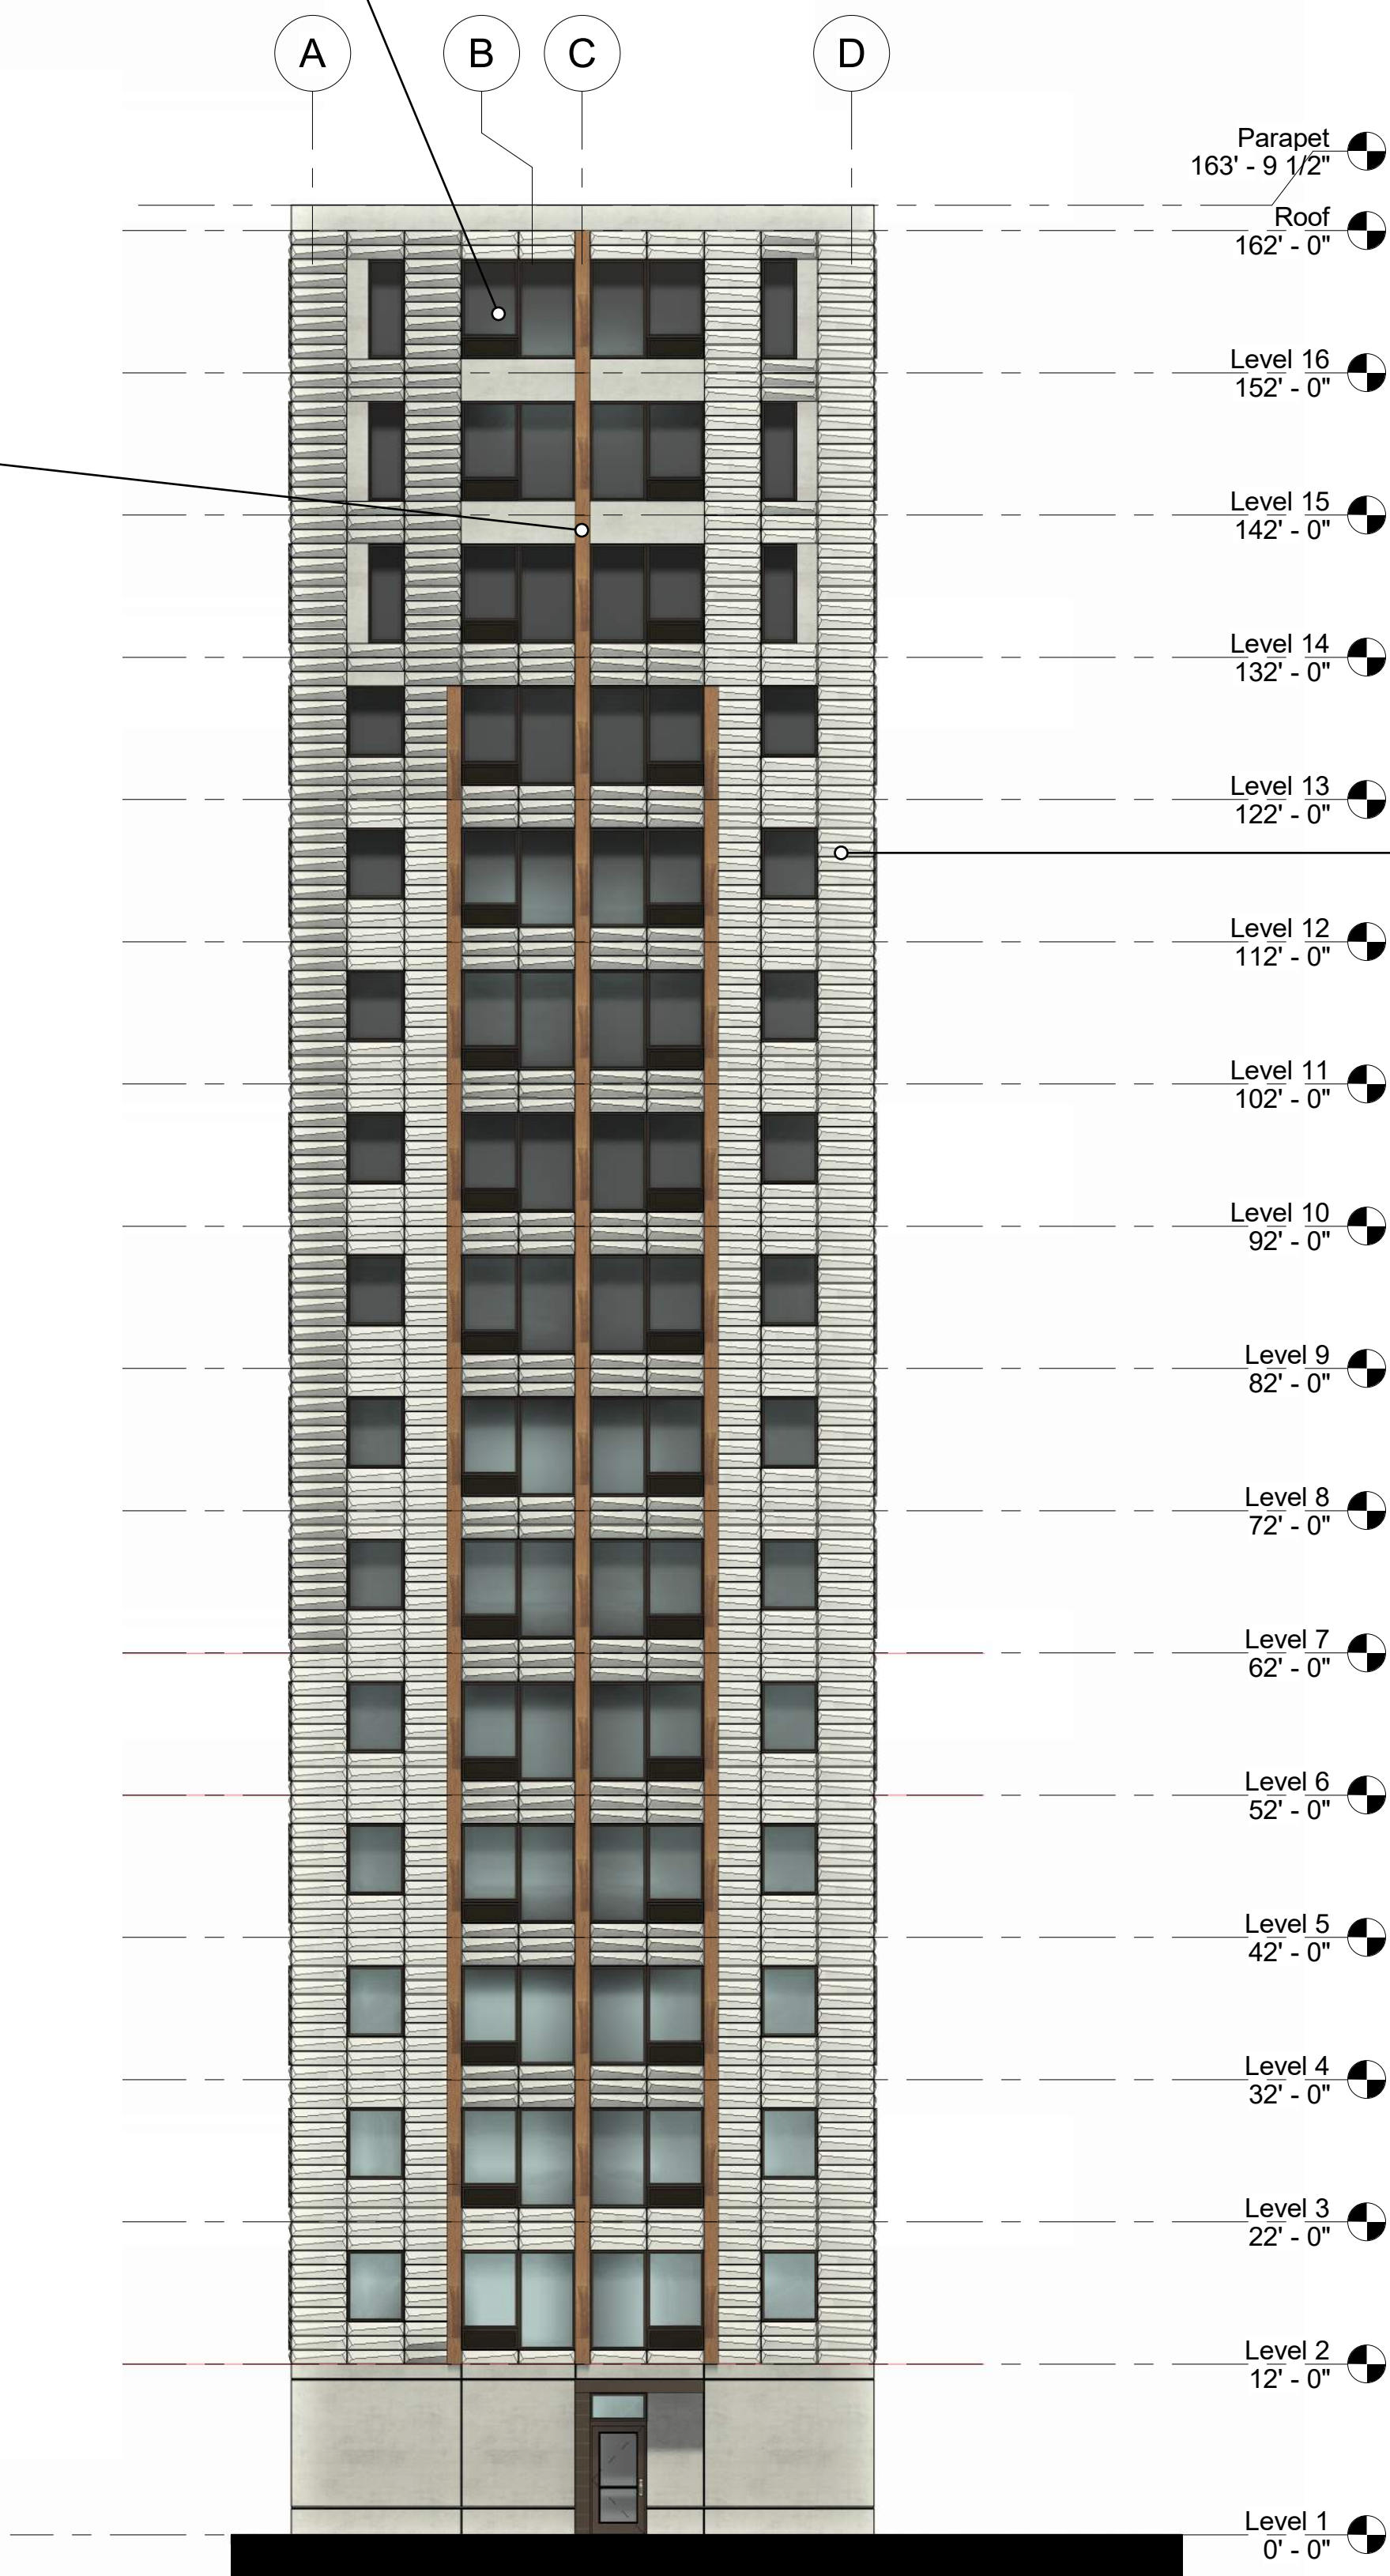 A B C D
Parapet
163' - 9 1/2"
Roof
162' - 0"
Level 16
152' - 0"
Level 15
142' - 0"
Level 14
132' - 0"
Level 13
122' - 0"
Level 12
112' - 0"
Level 11
102' - 0"
Level 10
92' - 0"
Level 9
82' - 0"
Level 8
72' - 0"
Level 7
62' - 0"
Level 6
52' - 0"
Level 5
42' - 0"
Level 4
32' - 0"
Level 3
22' - 0"
Level 2
12' - 0"
Level 1
0' - 0"